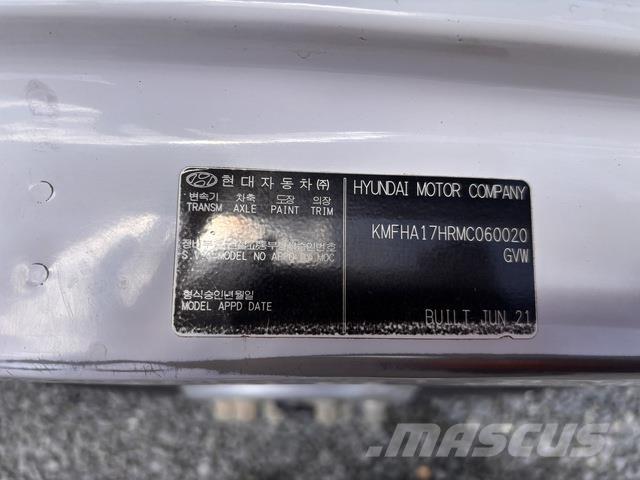 현대자동차㈜
변속기 차축 도장 의장
TRANSM AXLE PAINT TRIM
MODEL NO
형식승인년월일
MODEL APPD DATE
HYUNDAI MOTOR COMPANY
KMFHA17HRMC060020
GVW
BUILT JUN 21
MASCUS